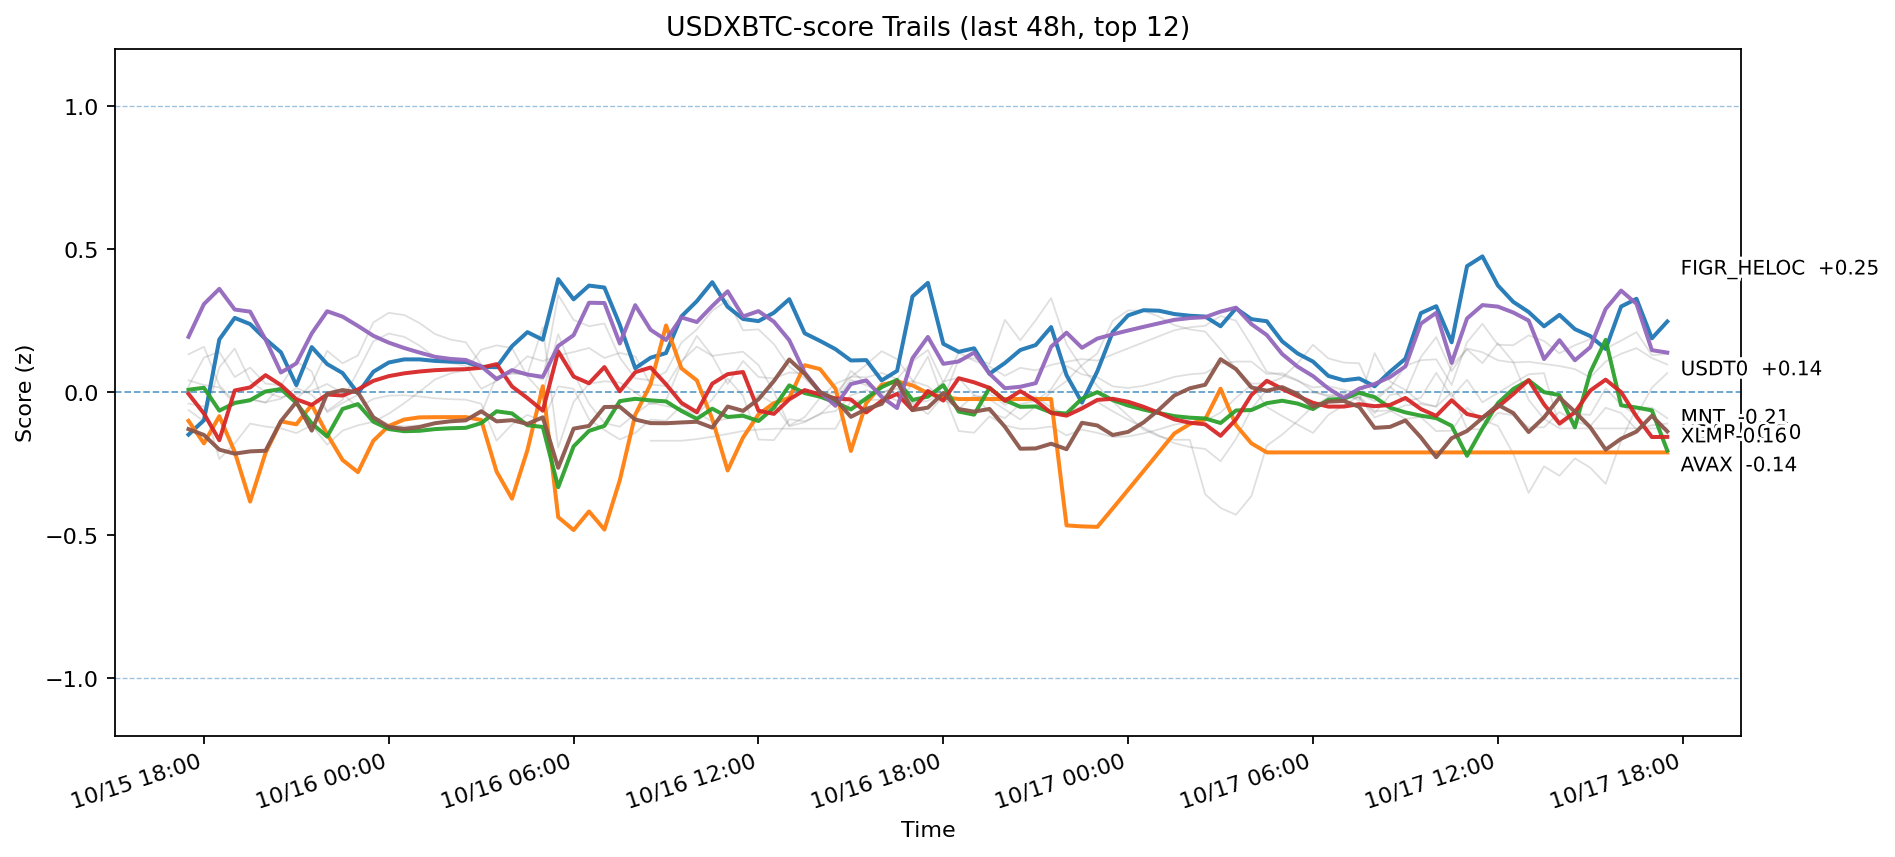 USDXBTC-score Trails (last 48h, top 12)
Score (z)
1.0
0.5
0.0
−0.5
−1.0
FIGR_HELOC +0.25
USDT0 +0.14
MNT -0.21
XLM -0.16
AVAX -0.14
10/15 18:00
10/16 00:00
10/16 06:00
10/16 12:00
10/16 18:00
10/17 00:00
10/17 06:00
10/17 12:00
10/17 18:00
Time